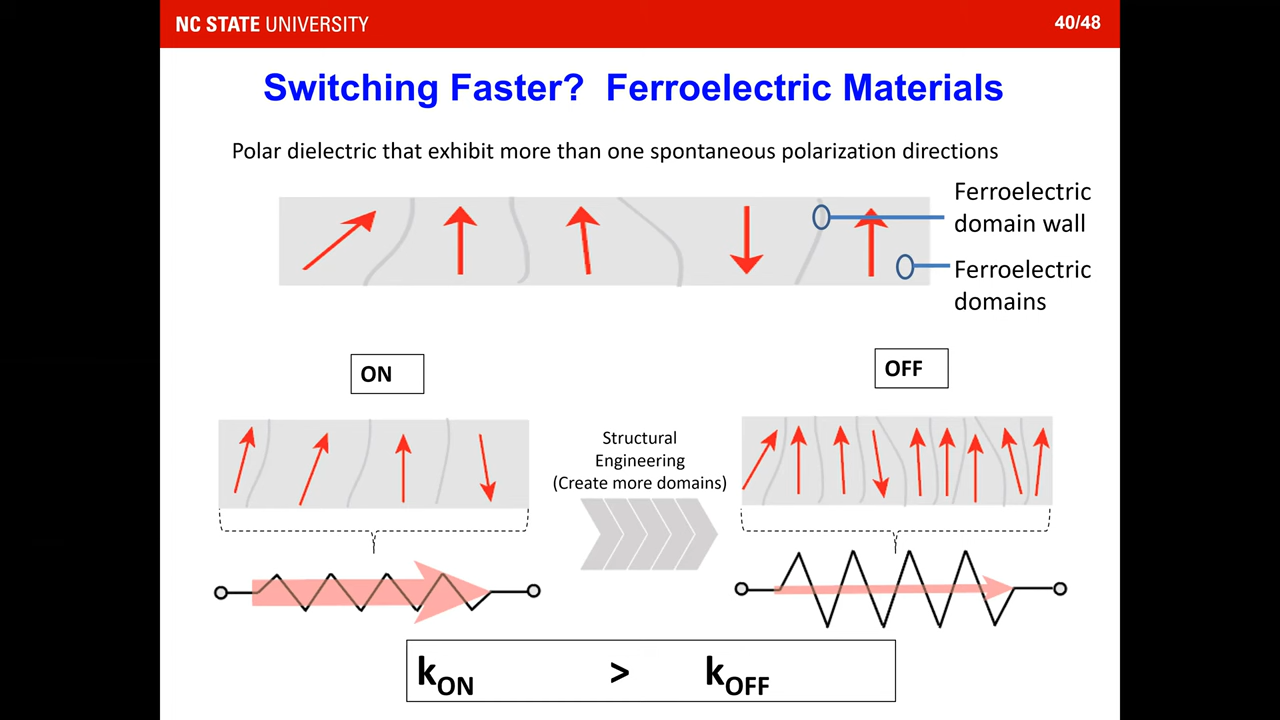 NC STATE UNIVERSITY
40/48
Switching Faster? Ferroelectric Materials
Polar dielectric that exhibit more than one spontaneous polarization directions
Ferroelectric
domain wall
Ferroelectric
domains
ON
OFF
Structural
Engineering
(Create more domains)
kON > kOFF